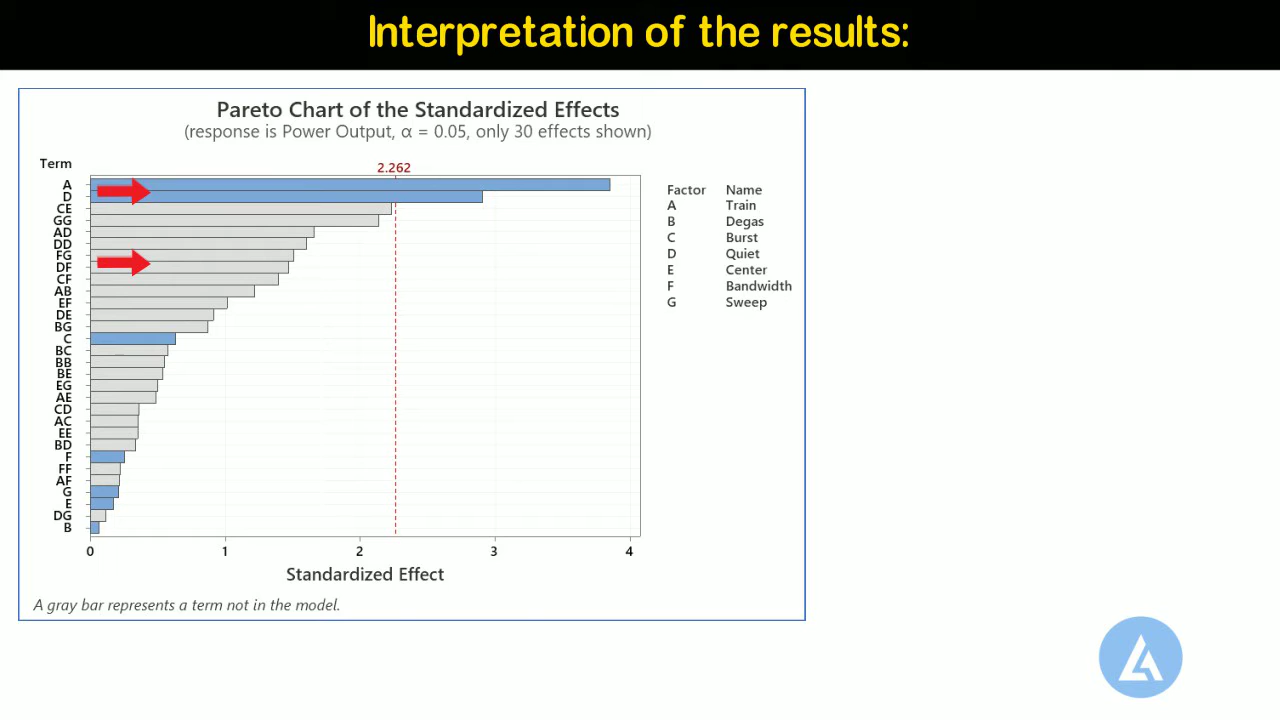 Interpretation of the results:
Pareto Chart of the Standardized Effects
(response is Power Output, α = 0.05, only 30 effects shown)
Term
2.262
A
D
CE
GG
AD
DD
FG
DF
CF
AB
EF
DE
BG
C
BC
BB
BE
EG
AE
CD
AC
EE
BD
F
FF
AF
G
E
DG
B
0 1 2 3 4
Standardized Effect
A gray bar represents a term not in the model.
Factor Name
A Train
B Degas
C Burst
D Quiet
E Center
F Bandwidth
G Sweep